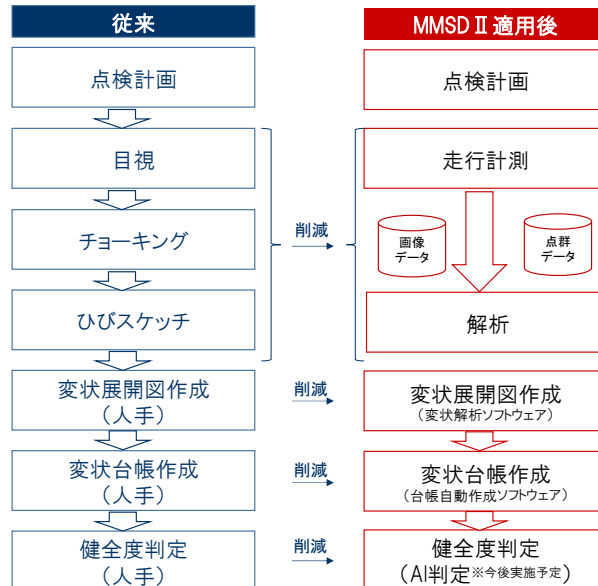 従来
点検計画
目視
チョーキング
ひびスケッチ
変状展開図作成
(人手)
変状台帳作成
(人手)
健全度判定
(人手)
削減
削減
削減
削減
MMSDⅡ適用後
点検計画
走行計測
画像
データ
点群
データ
解析
変状展開図作成
(変状解析ソフトウェア)
変状台帳作成
(台帳自動作成ソフトウェア)
健全度判定
(AI判定※今後実施予定)